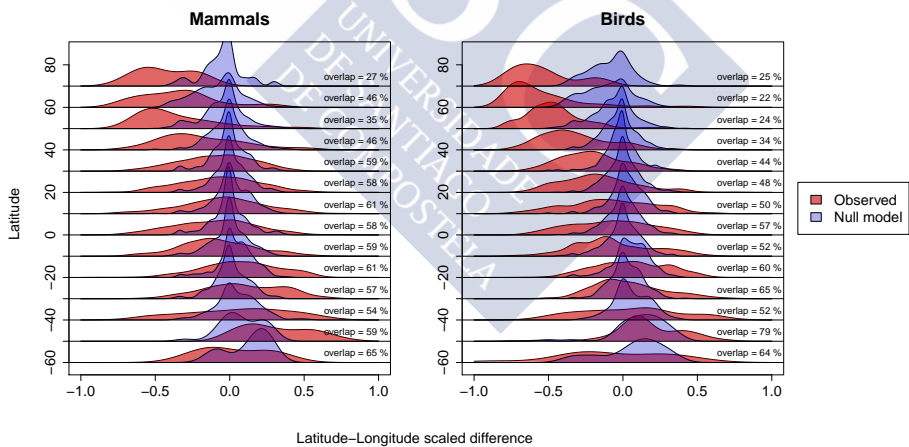 Mammals
Birds
Latitude
80
60
40
20
0
−20
−40
−60
overlap = 27 %
overlap = 46 %
overlap = 35 %
overlap = 46 %
overlap = 59 %
overlap = 58 %
overlap = 61 %
overlap = 58 %
overlap = 59 %
overlap = 61 %
overlap = 57 %
overlap = 54 %
overlap = 59 %
overlap = 65 %
−1.0 −0.5 0.0 0.5 1.0
80
60
40
20
0
−20
−40
−60
overlap = 25 %
overlap = 22 %
overlap = 24 %
overlap = 34 %
overlap = 44 %
overlap = 48 %
overlap = 50 %
overlap = 57 %
overlap = 52 %
overlap = 60 %
overlap = 65 %
overlap = 52 %
overlap = 79 %
overlap = 64 %
−1.0 −0.5 0.0 0.5 1.0
Observed
Null model
Latitude−Longitude scaled difference
UNIVERSIDADE
DE SANTIAGO
DE COMPOSTELA